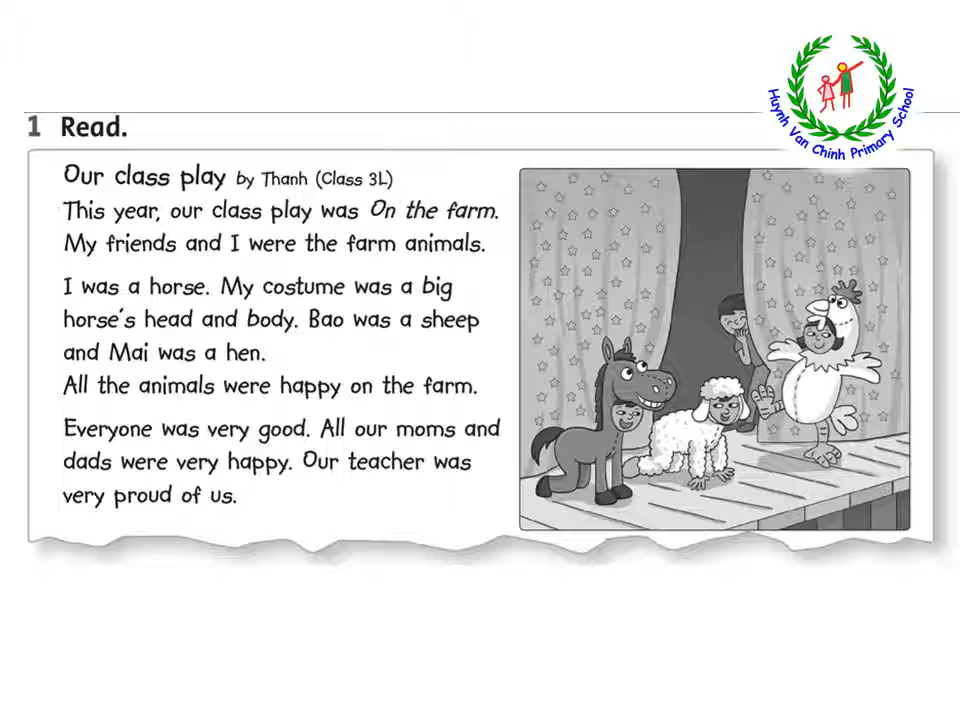 Huynh Van Chinh Primary School
1 Read.
Our class play by Thanh (Class 3L)
This year, our class play was On the farm.
My friends and I were the farm animals.
I was a horse. My costume was a big
horse's head and body. Bao was a sheep
and Mai was a hen.
All the animals were happy on the farm.
Everyone was very good. All our moms and
dads were very happy. Our teacher was
very proud of us.